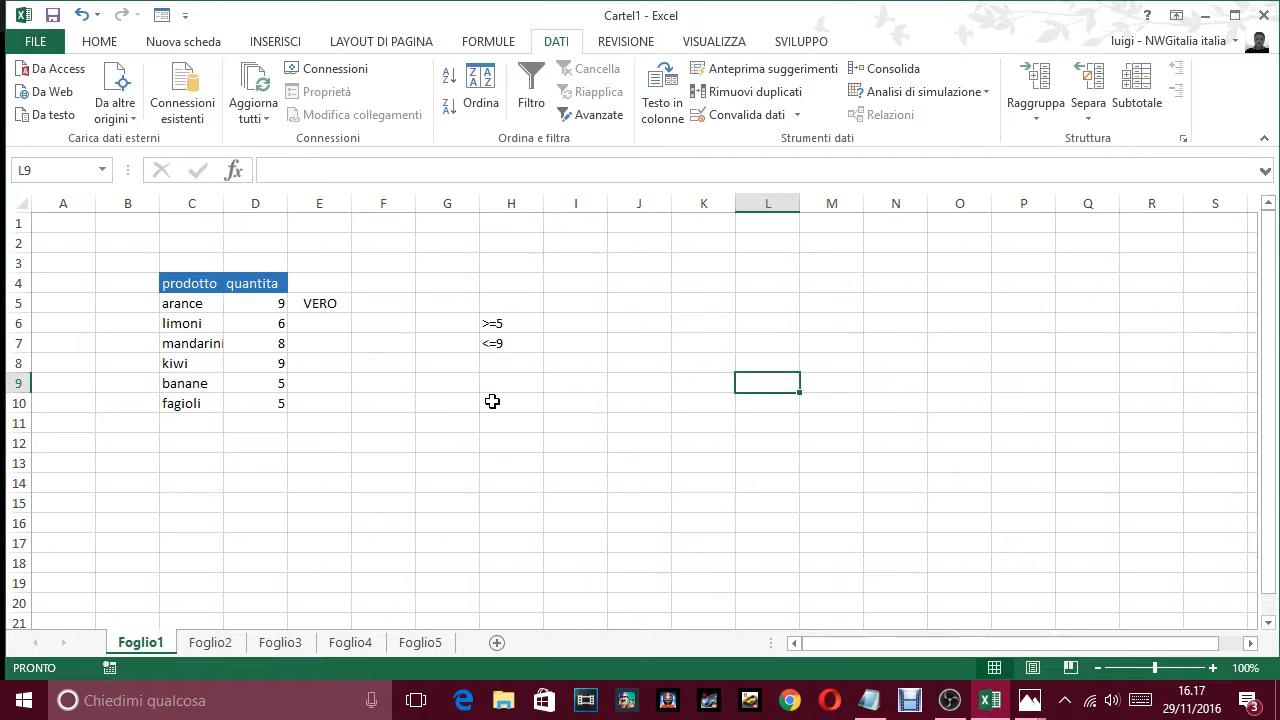 Cartel1 - Excel
?
FILE HOME Nuova scheda INSERISCI LAYOUT DI PAGINA FORMULE DATI REVISIONE VISUALIZZA SVILUPPO luigi - NWGitalia italia
Da Access
Da Web
Da testo
Da altre origini
Connessioni esistenti
Carica dati esterni
Aggiorna tutti
Connessioni
Proprietà
Modifica collegamenti
Connessioni
Ordina
Filtro
Cancella
Riapplica
Avanzate
Ordina e filtra
Testo in colonne
Anteprima suggerimenti
Rimuovi duplicati
Convalida dati
Consolida
Analisi di simulazione
Relazioni
Strumenti dati
Raggruppa
Separa
Subtotale
Struttura
L9 fx
A B C D E F G H I J K L M N O P Q R S
1
2
3
4 prodotto quantita
5 arance 9 VERO
6 limoni 6 >=5
7 mandarini 8 <=9
8 kiwi 9
9 banane 5
10 fagioli 5
11
12
13
14
15
16
17
18
19
20
21
Foglio1 Foglio2 Foglio3 Foglio4 Foglio5
PRONTO 100%
Chiedimi qualcosa
16.17
29/11/2016
3